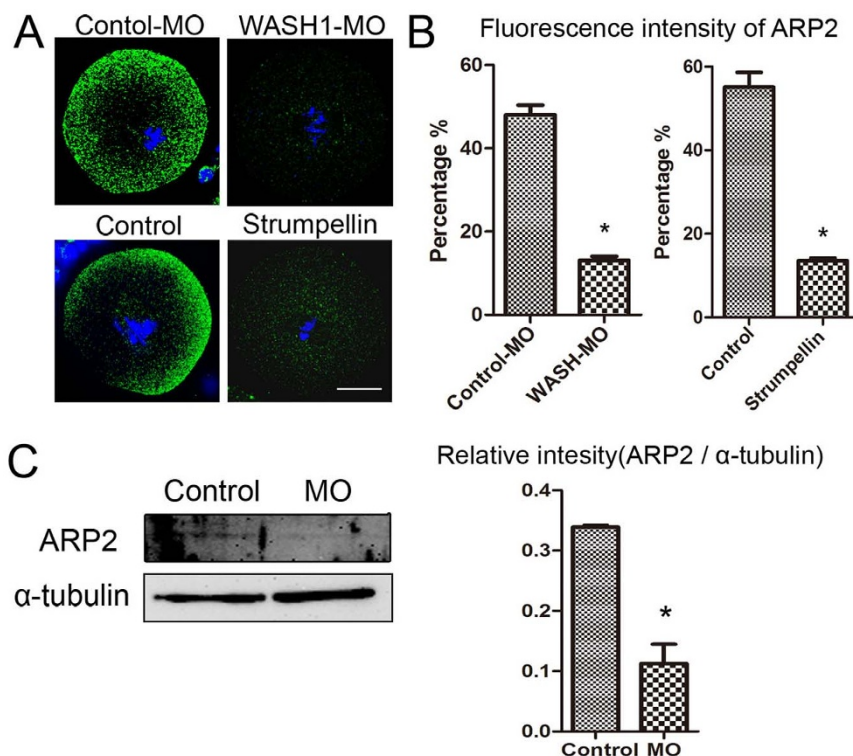 A
Contol-MO WASH1-MO
Control Strumpellin
B
Fluorescence intensity of ARP2
Percentage %
60
40
20
0
Control-MO
WASH-MO
*
Percentage %
60
40
20
0
Control
Strumpellin
*
C
Control MO
ARP2
α-tubulin
Relative intesity(ARP2 / α-tubulin)
0.4
0.3
0.2
0.1
0.0
*
Control MO